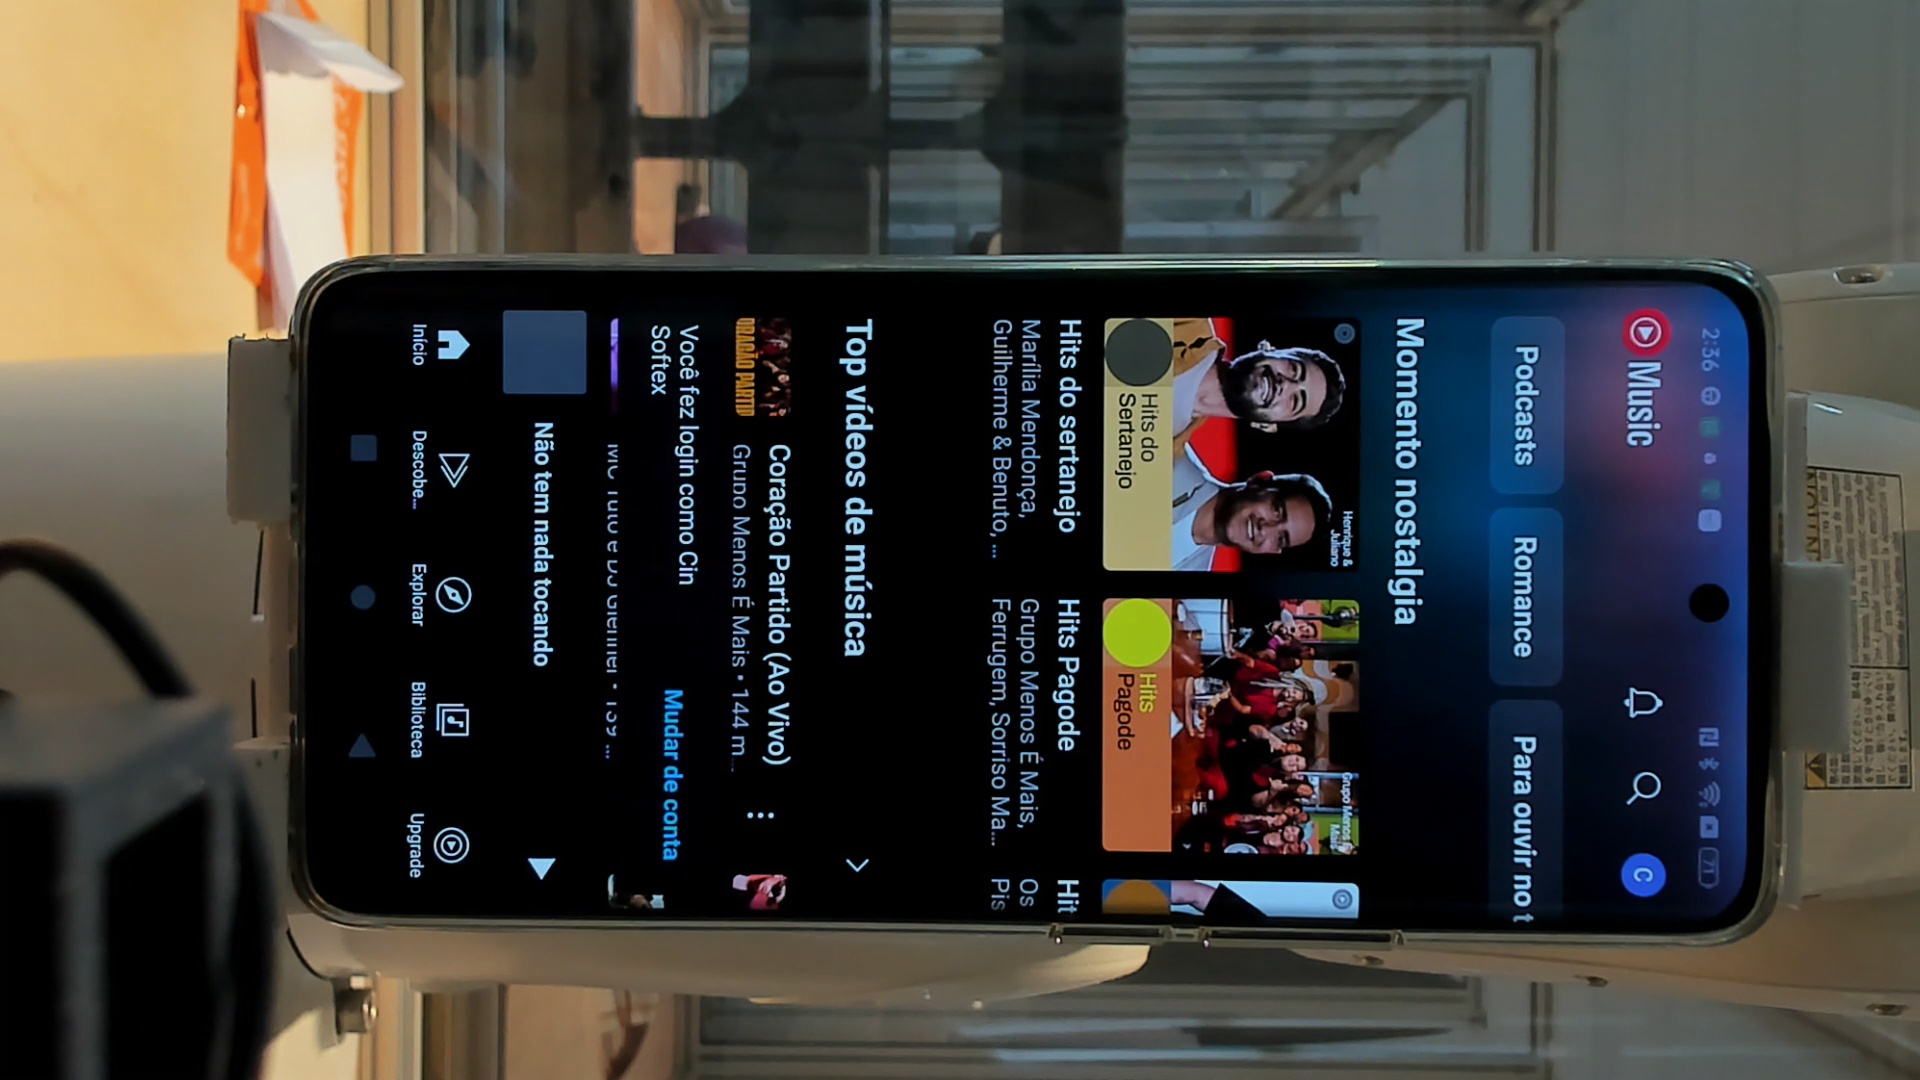 2:36
71
Music
C
Podcasts
Romance
Para ouvir no t
Momento nostalgia
Henrique &
Juliano
Hits do
Sertanejo
Grupo Menos É
Mais
Hits
Pagode
Hits do sertanejo
Marília Mendonça,
Guilherme & Benuto, ...
Hits Pagode
Grupo Menos É Mais,
Ferrugem, Sorriso Ma...
Hit
Os
Pis
Top vídeos de música
Coração Partido (Ao Vivo)
Grupo Menos É Mais • 144 m...
Você fez login como Cin
Softex
Mudar de conta
Não tem nada tocando
Início
Descobe...
Explorar
Biblioteca
Upgrade